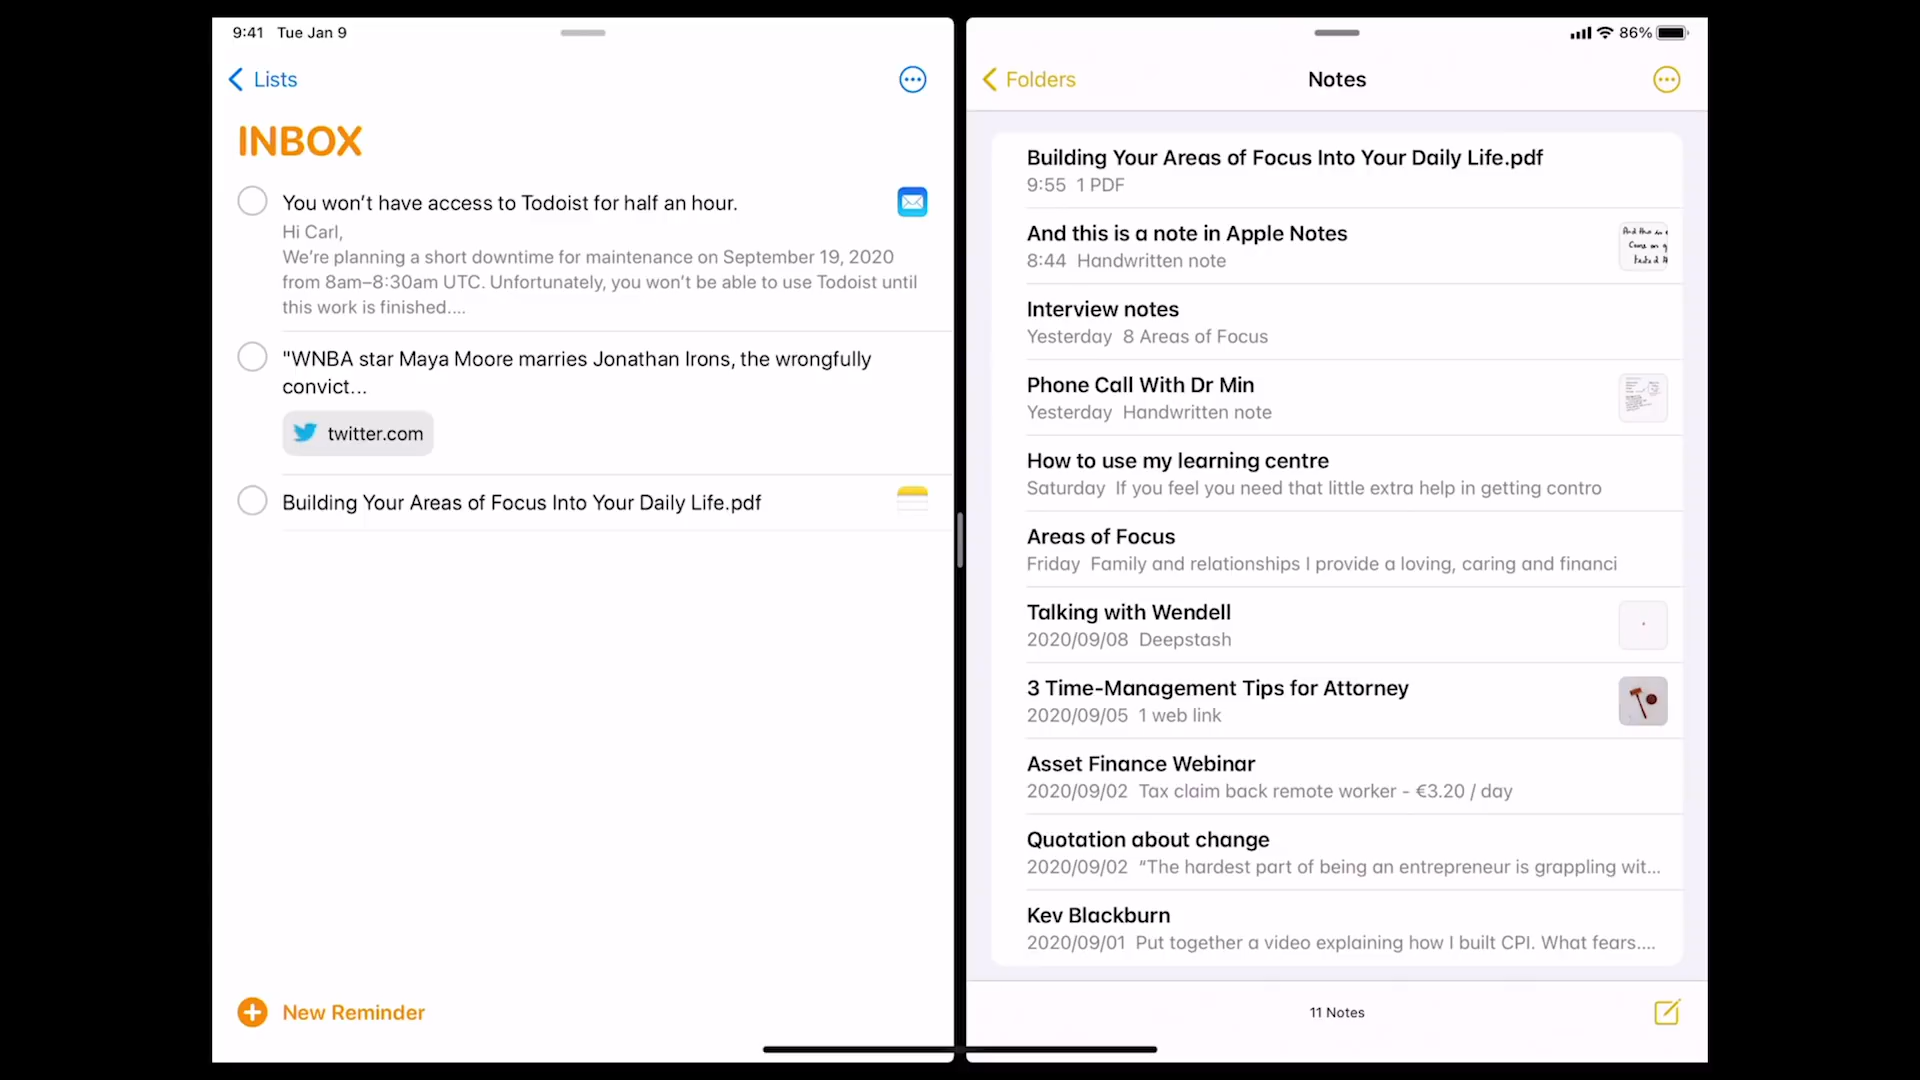 9:41 Tue Jan 9
Lists
INBOX
You won't have access to Todoist for half an hour.
Hi Carl,
We're planning a short downtime for maintenance on September 19, 2020
from 8am–8:30am UTC. Unfortunately, you won't be able to use Todoist until
this work is finished....
"WNBA star Maya Moore marries Jonathan Irons, the wrongfully
convict...
twitter.com
Building Your Areas of Focus Into Your Daily Life.pdf
New Reminder
86%
Folders
Notes
Building Your Areas of Focus Into Your Daily Life.pdf
9:55 1 PDF
And this is a note in Apple Notes
8:44 Handwritten note
Interview notes
Yesterday 8 Areas of Focus
Phone Call With Dr Min
Yesterday Handwritten note
How to use my learning centre
Saturday If you feel you need that little extra help in getting contro
Areas of Focus
Friday Family and relationships I provide a loving, caring and financi
Talking with Wendell
2020/09/08 Deepstash
3 Time-Management Tips for Attorney
2020/09/05 1 web link
Asset Finance Webinar
2020/09/02 Tax claim back remote worker - €3.20 / day
Quotation about change
2020/09/02 “The hardest part of being an entrepreneur is grappling wit...
Kev Blackburn
2020/09/01 Put together a video explaining how I built CPI. What fears....
11 Notes